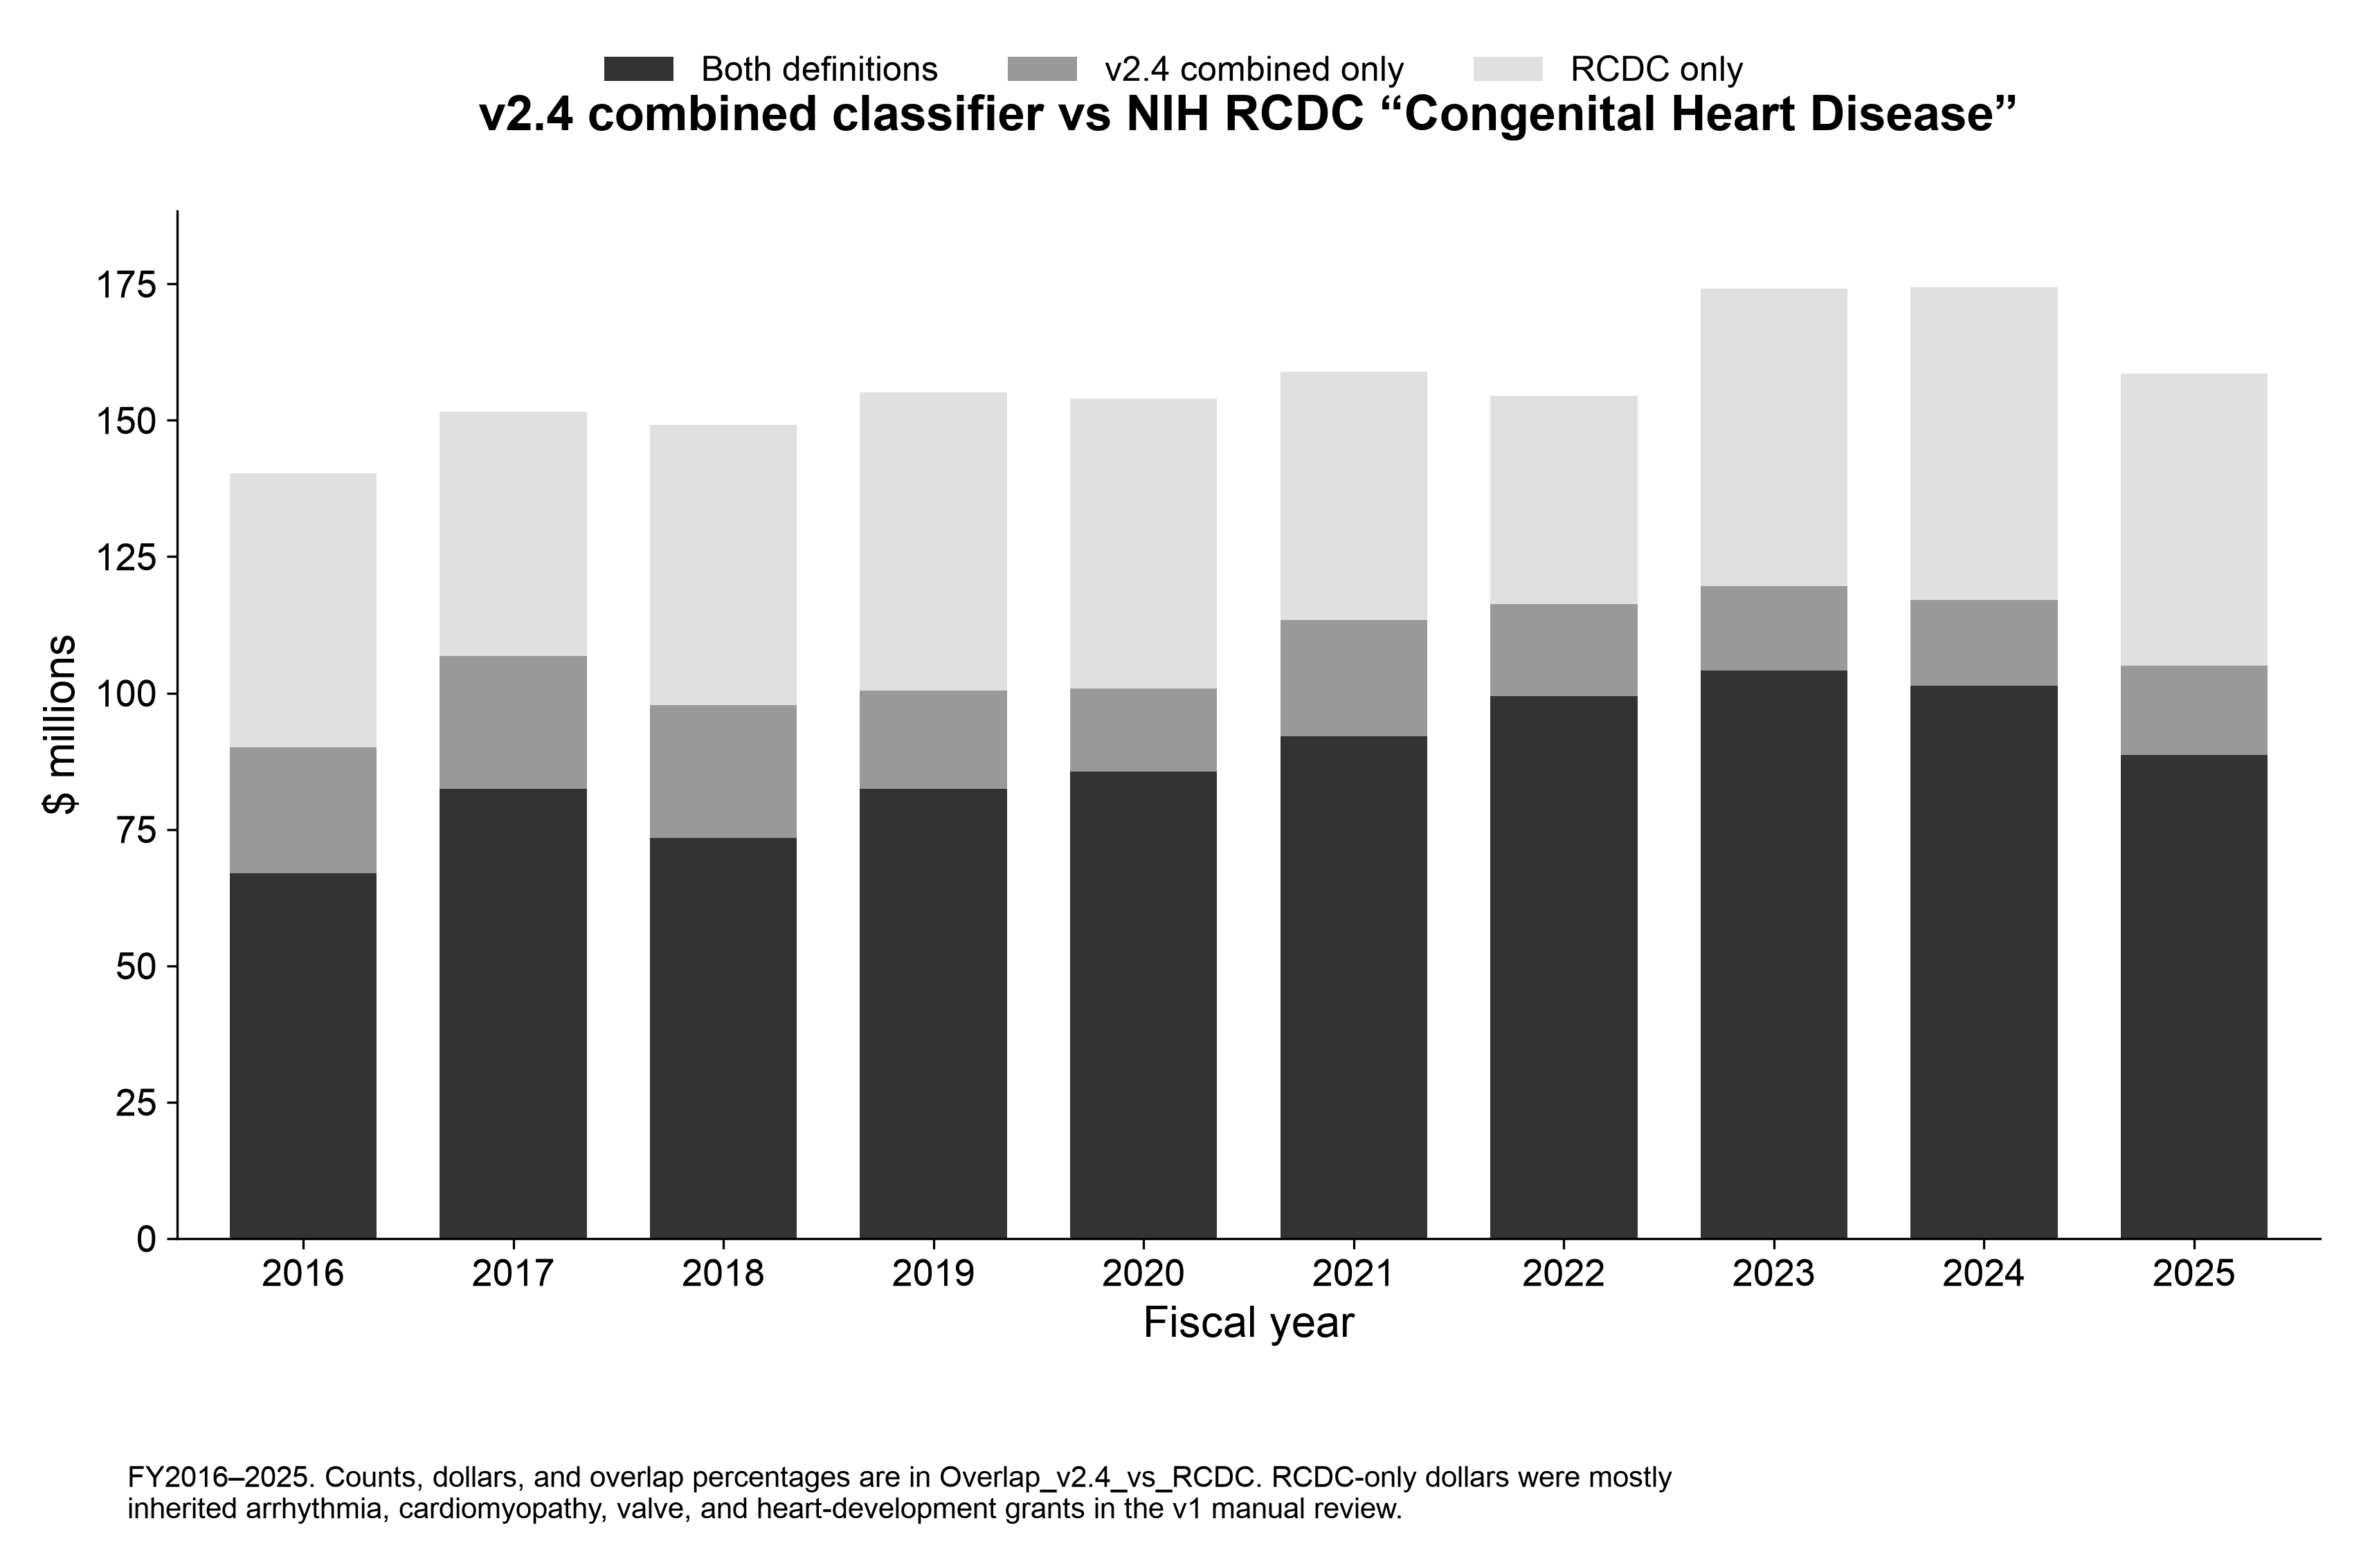 Both definitions
v2.4 combined only
RCDC only
v2.4 combined classifier vs NIH RCDC “Congenital Heart Disease”
$ millions
175
150
125
100
75
50
25
0
2016
2017
2018
2019
2020
2021
2022
2023
2024
2025
Fiscal year
FY2016–2025. Counts, dollars, and overlap percentages are in Overlap_v2.4_vs_RCDC. RCDC-only dollars were mostly
inherited arrhythmia, cardiomyopathy, valve, and heart-development grants in the v1 manual review.